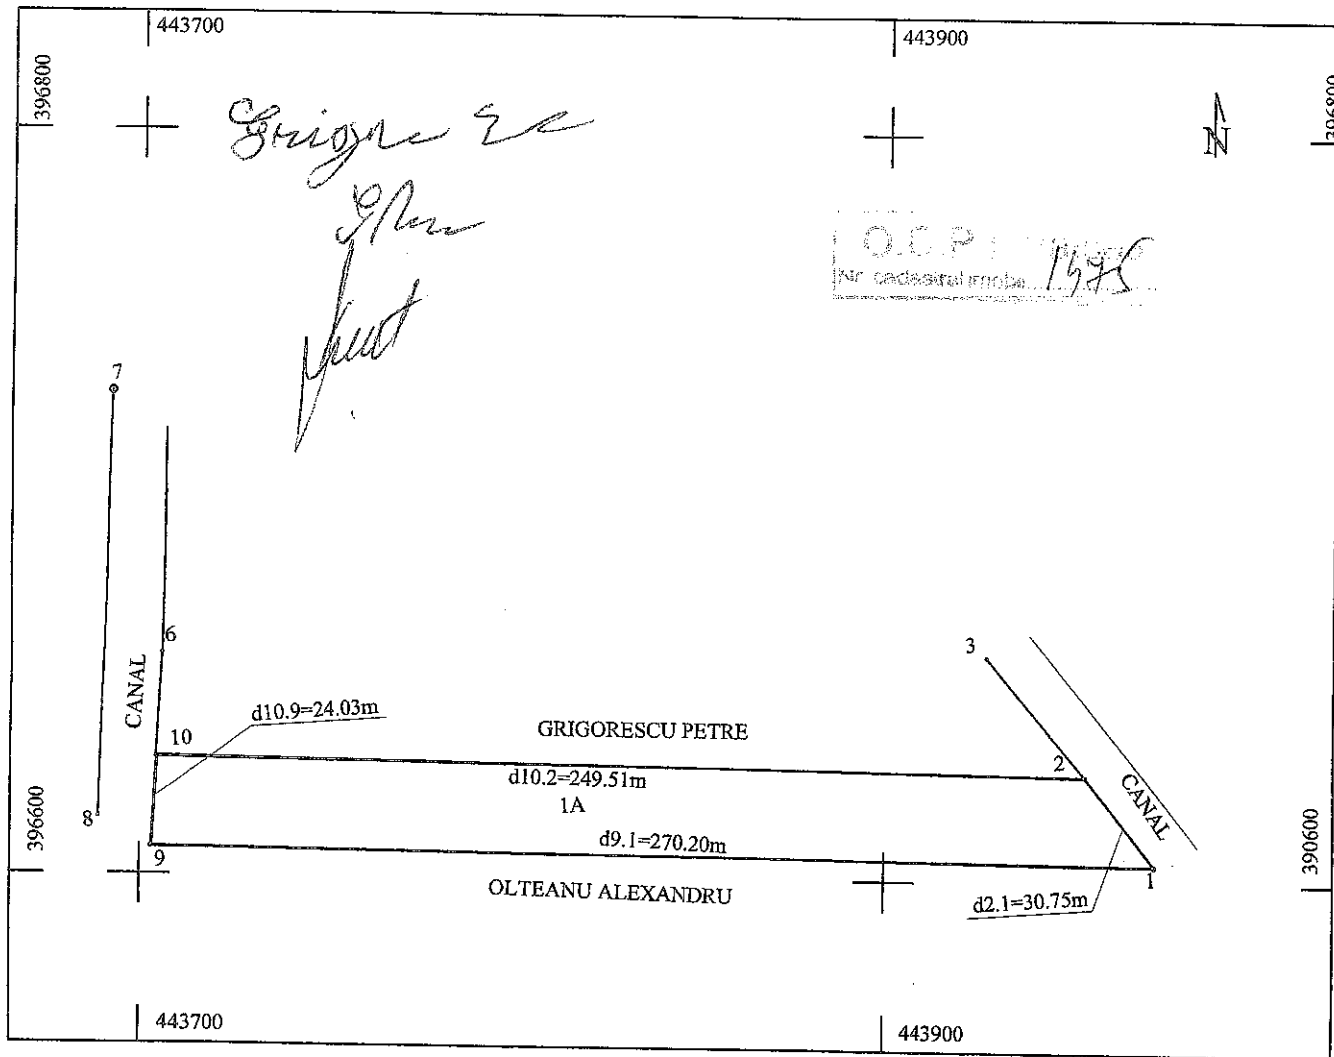 443700
443900
396800
396800
N
O.C.P.I
Nr cadastral imobil 1475
7
6
3
CANAL
d10.9=24.03m
10
GRIGORESCU PETRE
2
d10.2=249.51m
CANAL
1A
8
396600
9
d9.1=270.20m
390600
1
OLTEANU ALEXANDRU
d2.1=30.75m
443700
443900